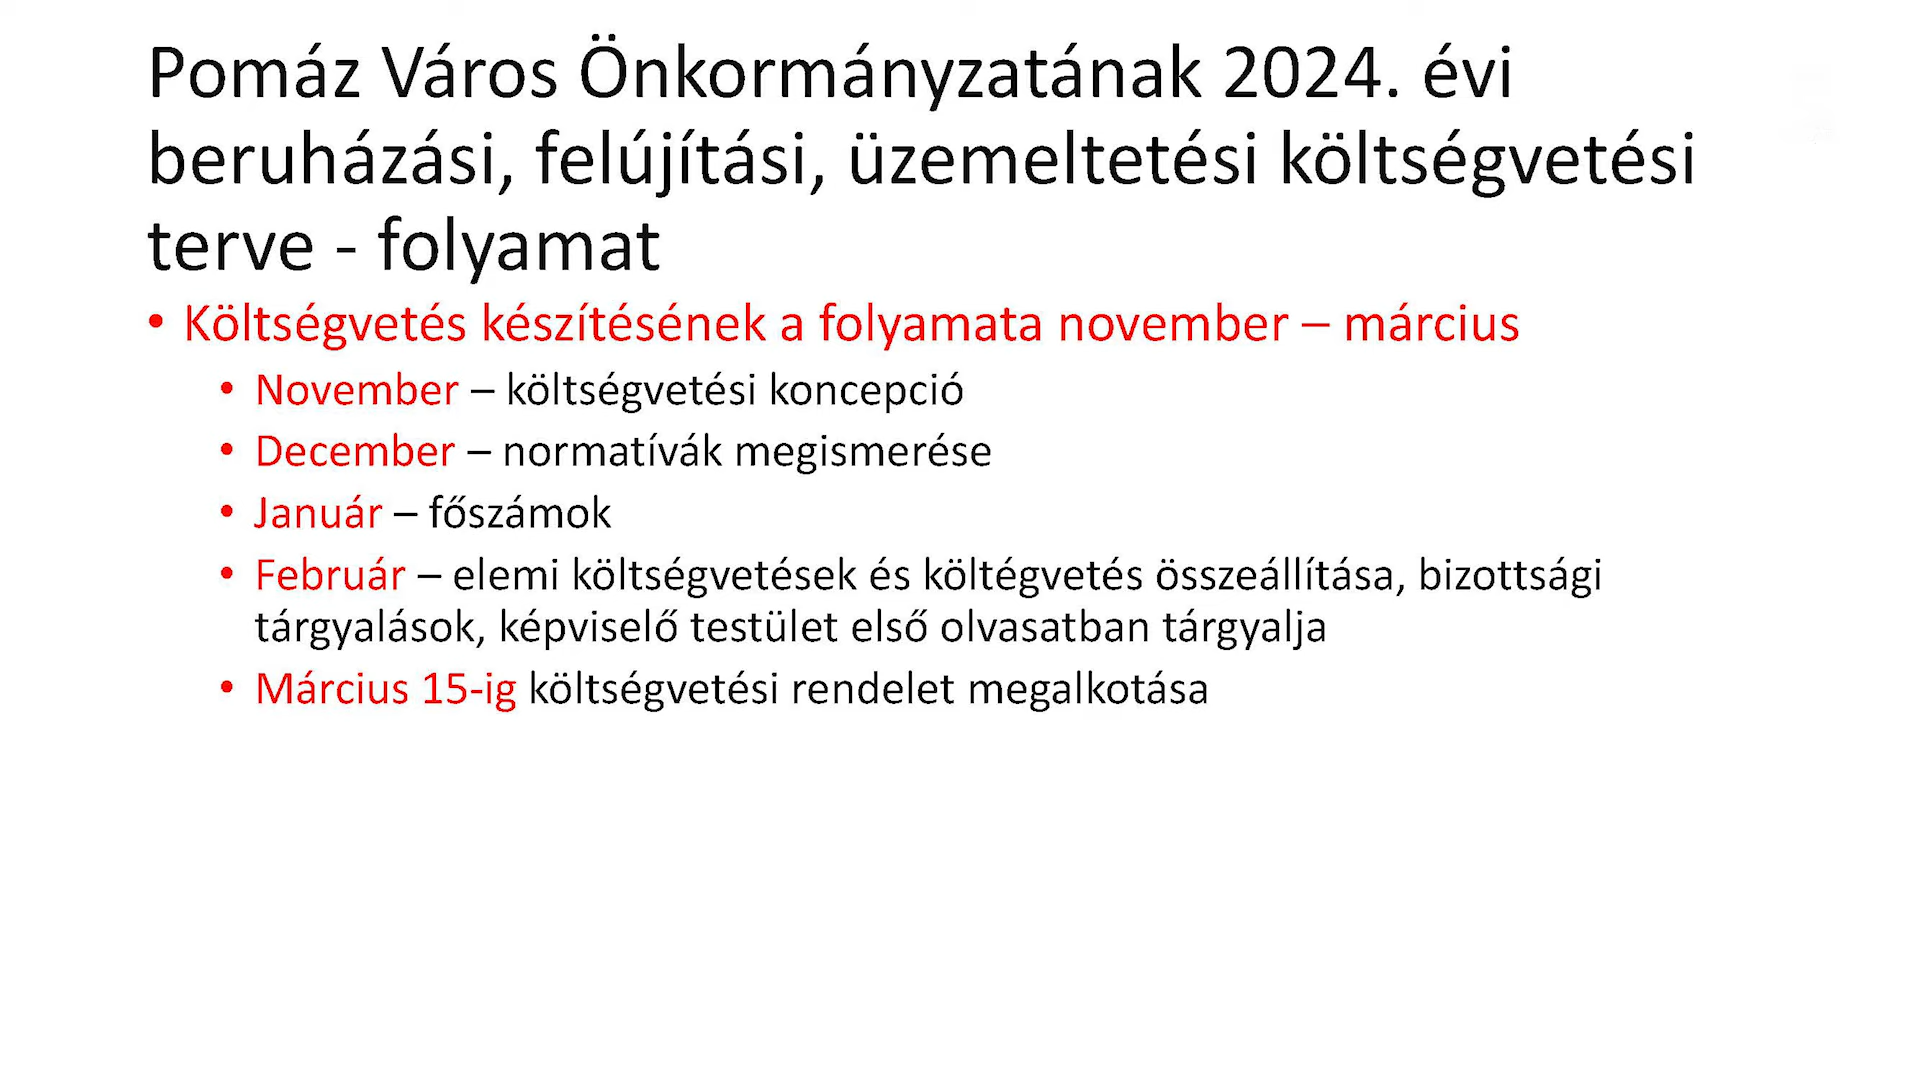 Pomáz Város Önkormányzatának 2024. évi
beruházási, felújítási, üzemeltetési költségvetési
terve - folyamat
• Költségvetés készítésének a folyamata november – március
• November – költségvetési koncepció
• December – normatívák megismerése
• Január – főszámok
• Február – elemi költségvetések és költégvetés összeállítása, bizottsági
tárgyalások, képviselő testület első olvasatban tárgyalja
• Március 15-ig költségvetési rendelet megalkotása